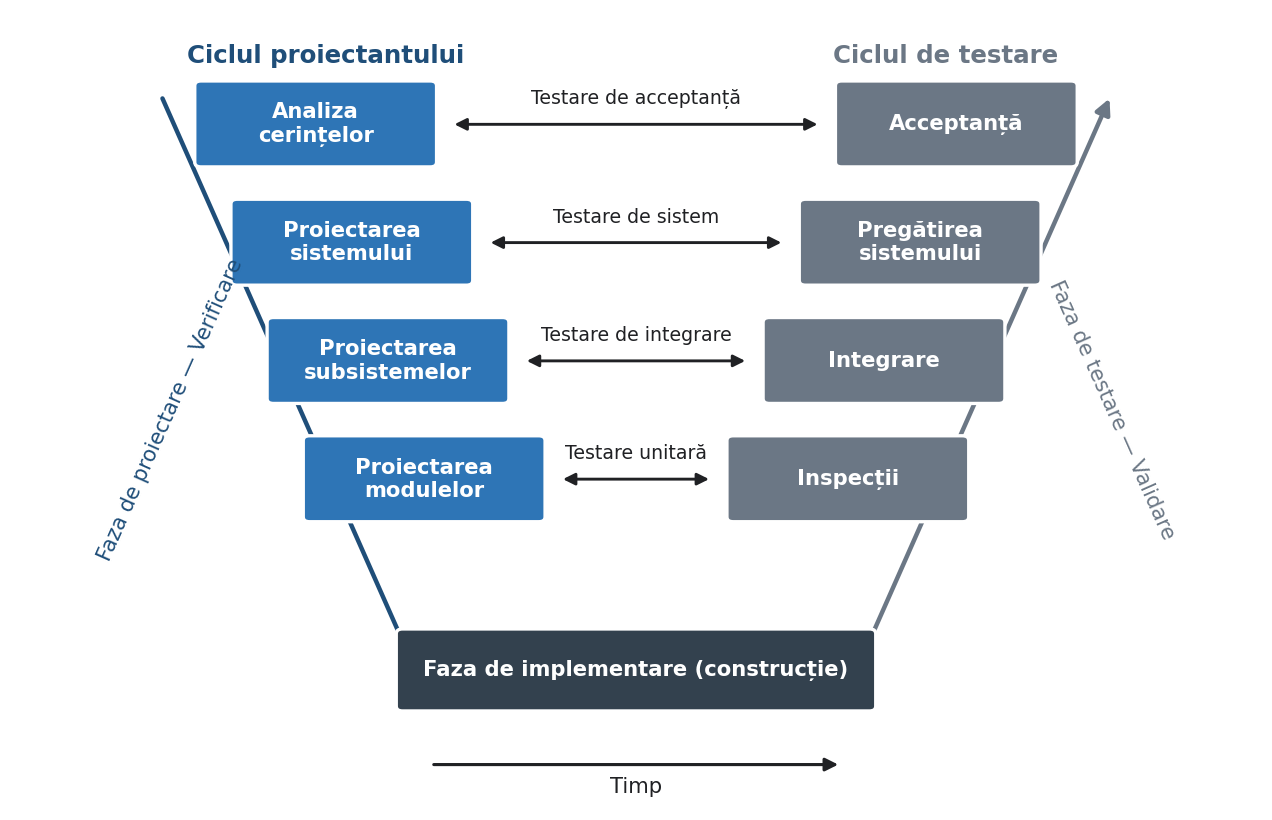 Ciclul proiectantului
Ciclul de testare
Analiza
cerințelor
Testare de acceptanță
Acceptanță
Proiectarea
sistemului
Testare de sistem
Pregătirea
sistemului
Proiectarea
subsistemelor
Testare de integrare
Integrare
Proiectarea
modulelor
Testare unitară
Inspecții
Faza de proiectare — Verificare
Faza de testare — Validare
Faza de implementare (construcție)
Timp